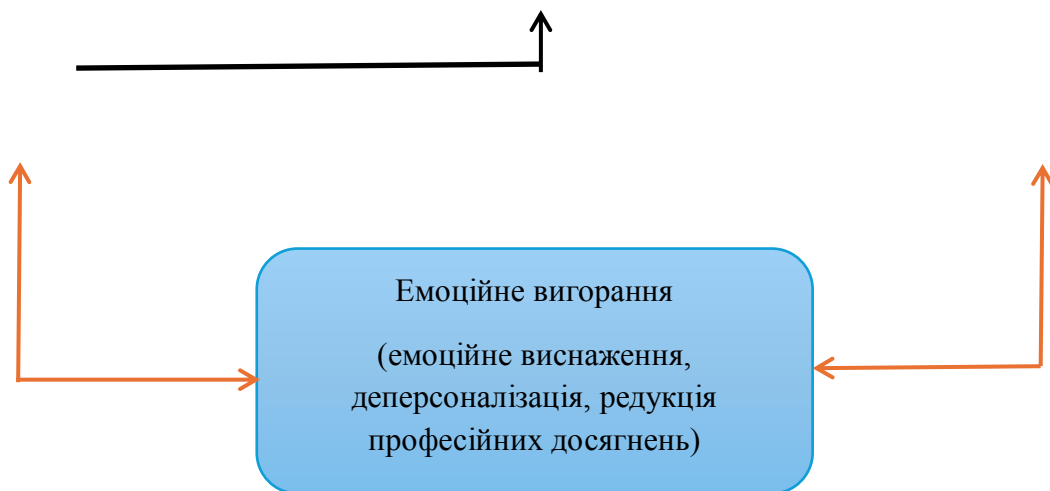 Емоційне вигорання
(емоційне виснаження,
деперсоналізація, редукція
професійних досягнень)